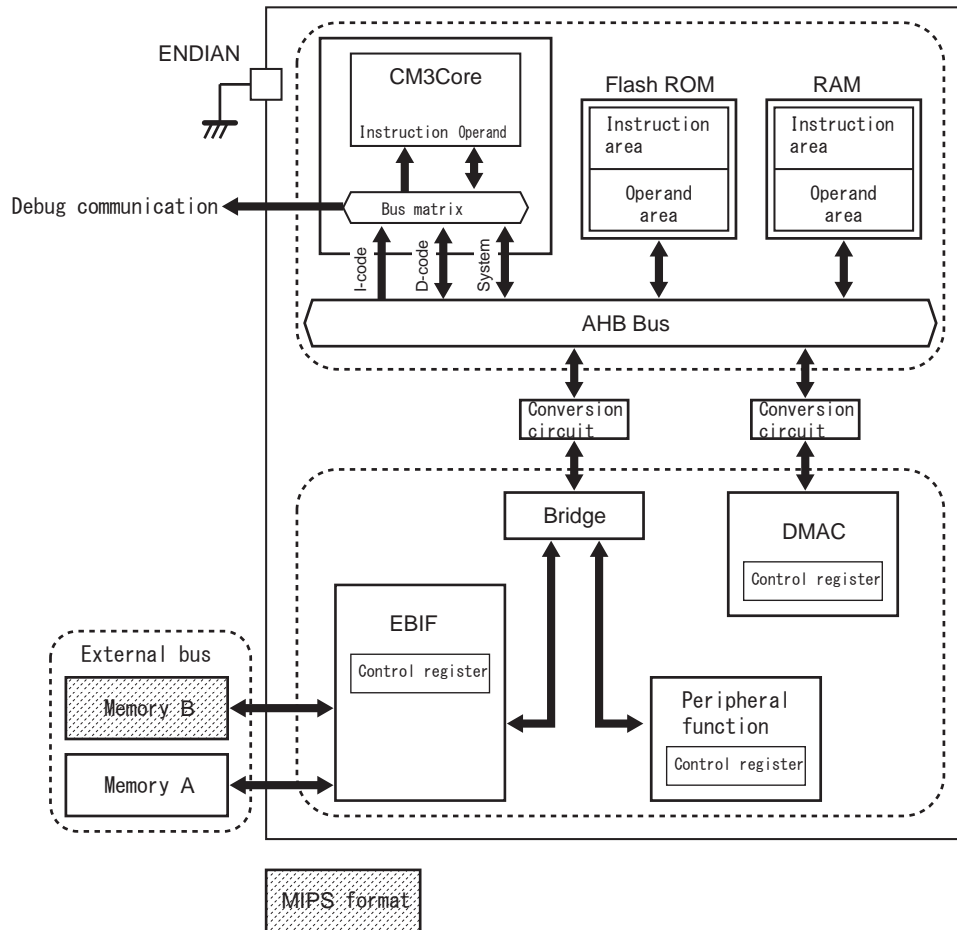 ENDIAN
CM3Core
Instruction Operand
Bus matrix
Debug communication
I-code
D-code
System
Flash ROM
Instruction
area
Operand
area
RAM
Instruction
area
Operand
area
AHB Bus
Conversion
circuit
Conversion
circuit
Bridge
DMAC
Control register
EBIF
Control register
Peripheral
function
Control register
External bus
Memory B
Memory A
MIPS format